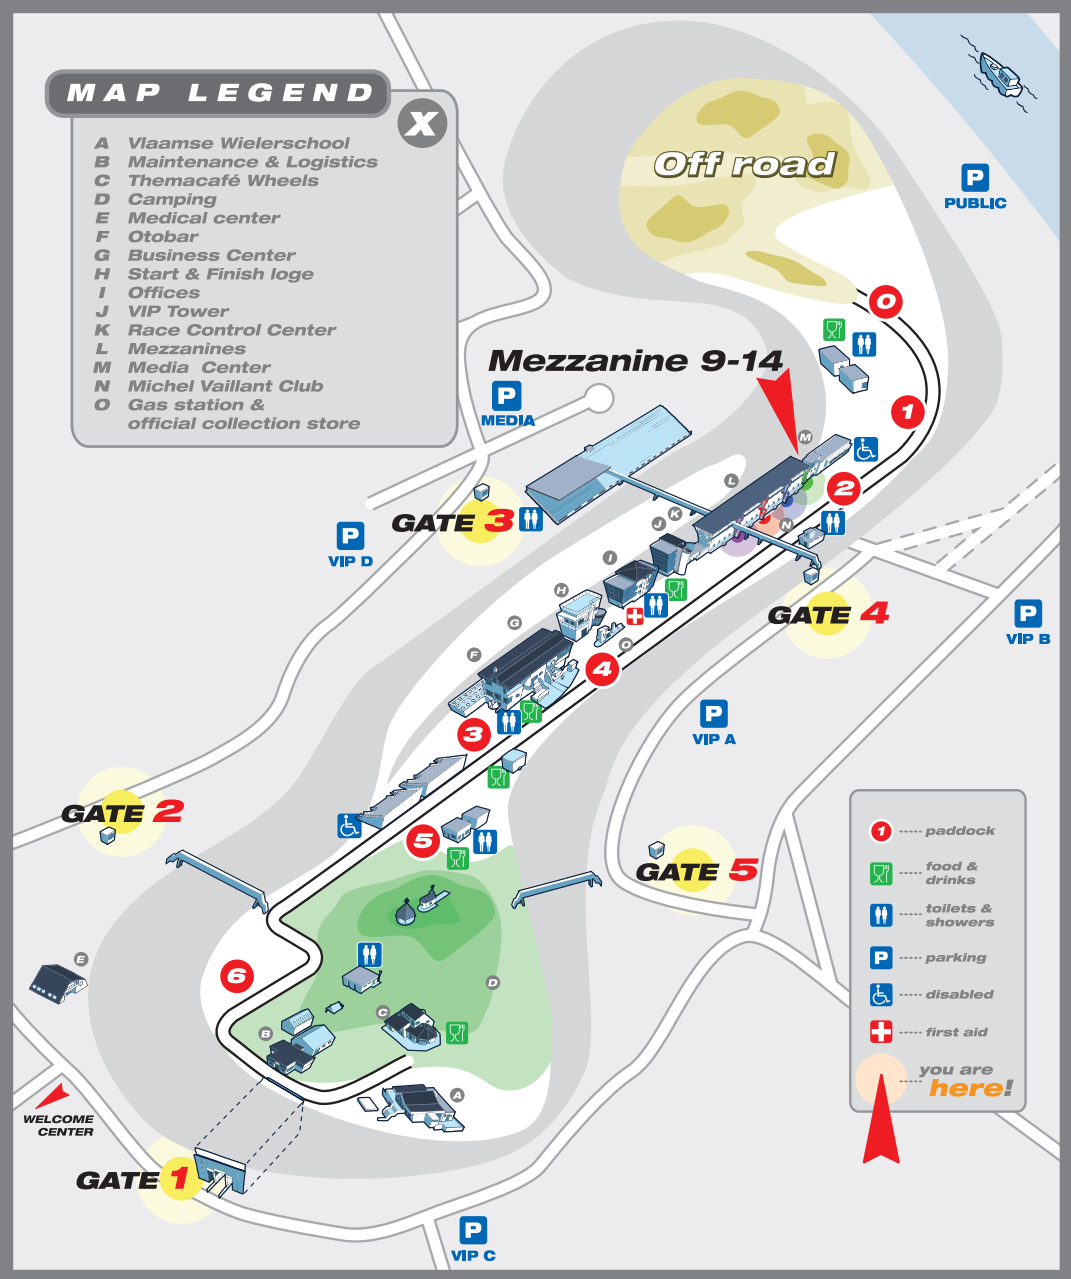 MAP LEGEND
X
A Vlaamse Wielerschool
B Maintenance & Logistics
C Themacafé Wheels
D Camping
E Medical center
F Otobar
G Business Center
H Start & Finish loge
I Offices
J VIP Tower
K Race Control Center
L Mezzanines
M Media Center
N Michel Vaillant Club
O Gas station &
official collection store
Off road
P
PUBLIC
0
Mezzanine 9-14
P
MEDIA
1
M
L
2
GATE 3
K
J
N
P
VIP D
I
H
GATE 4
P
VIP B
G
O
F
4
P
VIP A
3
GATE 2
5
GATE 5
E
6
D
C
B
A
WELCOME
CENTER
GATE 1
P
VIP C
1 paddock
food &
drinks
toilets &
showers
P parking
disabled
first aid
you are
here!